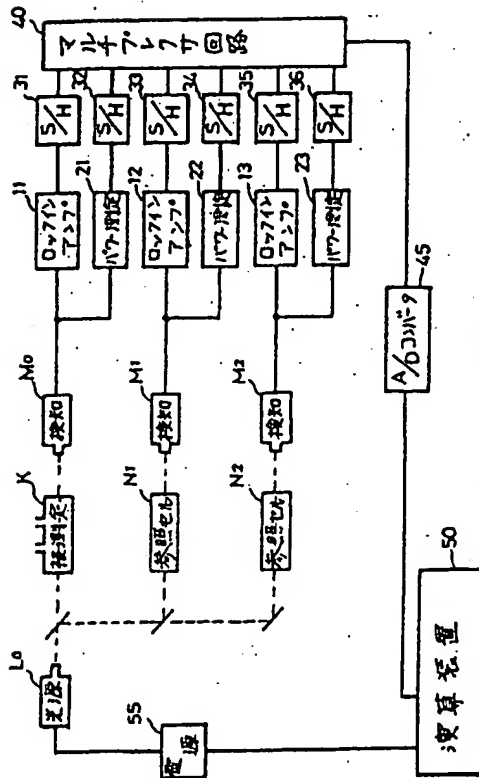 Lo
光源
K
被測定
Mo
検知
11
ロックイン
アンプ
31
S/H
40
マルチプレクサ
回路
21
パワー測定
32
S/H
N1
参照セル
M1
検知
12
ロックイン
アンプ
33
S/H
22
パワー測定
34
S/H
N2
参照セル
M2
検知
13
ロックイン
アンプ
35
S/H
23
パワー測定
36
S/H
55
電源
50
演算装置
45
A/Dコンバータ